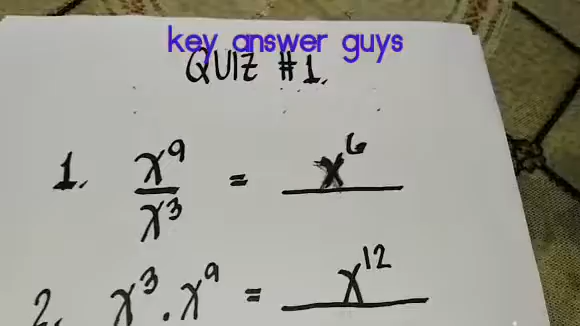 key answer guys
QUIZ #1.
1. x⁹/x³ = x⁶
2. x³ . x⁹ = x¹²